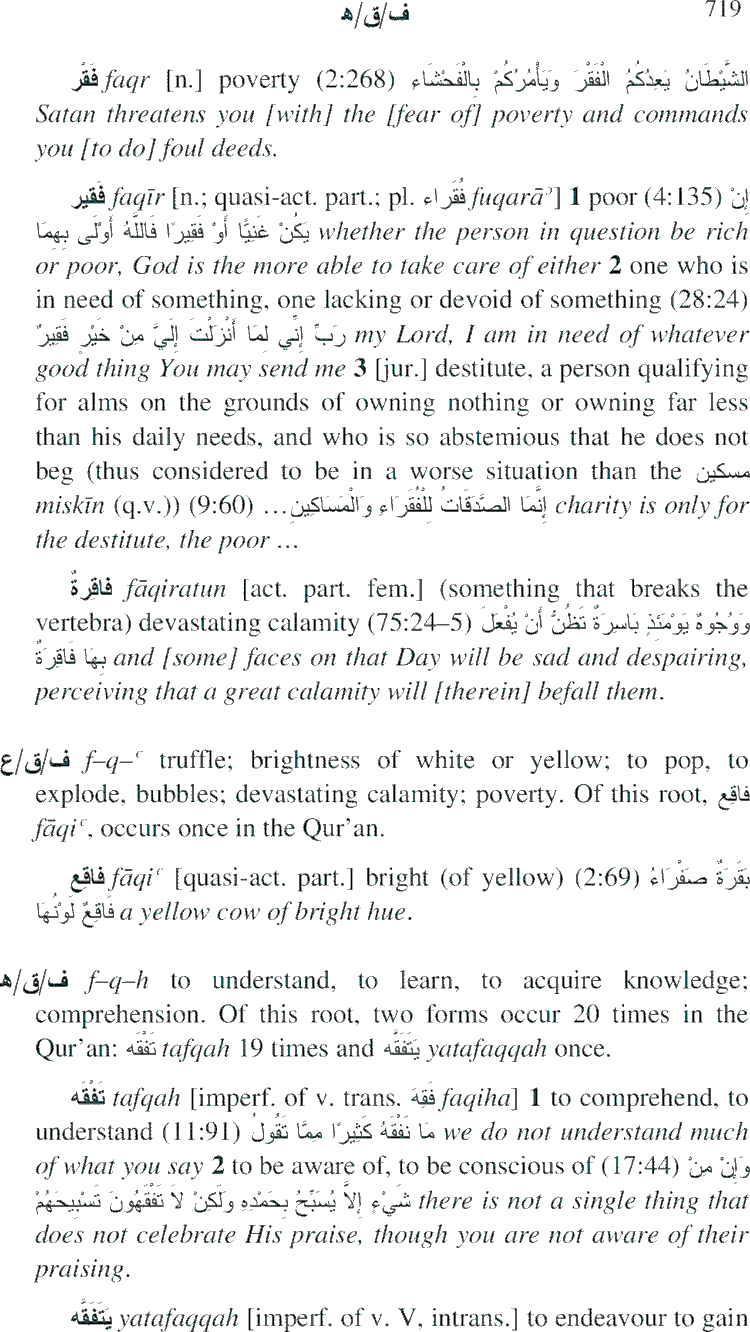 ف/ق/ه 719
فَقْر faqr [n.] poverty (2:268) الشَّيْطَانُ يَعِدُكُمُ الْفَقْرَ وَيَأْمُرُكُمْ بِالْفَحْشَاءِ
Satan threatens you [with] the [fear of] poverty and commands
you [to do] foul deeds.
فَقير faqīr [n.; quasi-act. part.; pl. فُقَراء fuqarāʾ] 1 poor (4:135) إِنْ
يَكُنْ غَنِيًّا أَوْ فَقِيرًا فَاللَّهُ أَوْلَى بِهِمَا whether the person in question be rich
or poor, God is the more able to take care of either 2 one who is
in need of something, one lacking or devoid of something (28:24)
رَبِّ إِنِّي لِمَا أَنْزَلْتَ إِلَيَّ مِنْ خَيْرٍ فَقِيرٌ my Lord, I am in need of whatever
good thing You may send me 3 [jur.] destitute, a person qualifying
for alms on the grounds of owning nothing or owning far less
than his daily needs, and who is so abstemious that he does not
beg (thus considered to be in a worse situation than the مسكين
miskīn (q.v.)) (9:60) إِنَّمَا الصَّدَقَاتُ لِلْفُقَرَاءِ وَالْمَسَاكِينِ... charity is only for
the destitute, the poor ...
فاقِرةٌ fāqiratun [act. part. fem.] (something that breaks the
vertebra) devastating calamity (75:24–5) وَوُجُوهٌ يَوْمَئِذٍ بَاسِرَةٌ تَظُنُّ أَنْ يُفْعَلَ
بِهَا فَاقِرَةٌ and [some] faces on that Day will be sad and despairing,
perceiving that a great calamity will [therein] befall them.
ف/ق/ع f–q–ʿ truffle; brightness of white or yellow; to pop, to
explode, bubbles; devastating calamity; poverty. Of this root, فاقِع
fāqiʿ, occurs once in the Qur’an.
فاقِع fāqiʿ [quasi-act. part.] bright (of yellow) (2:69) بَقَرَةٌ صَفْرَاءُ
فَاقِعٌ لَوْنُهَا a yellow cow of bright hue.
ف/ق/ه f–q–h to understand, to learn, to acquire knowledge;
comprehension. Of this root, two forms occur 20 times in the
Qur’an: تَفْقَه tafqah 19 times and يَتَفَقَّه yatafaqqah once.
تَفْقَه tafqah [imperf. of v. trans. فَقِهَ faqiha] 1 to comprehend, to
understand (11:91) مَا نَفْقَهُ كَثِيرًا مِمَّا تَقُولُ we do not understand much
of what you say 2 to be aware of, to be conscious of (17:44) وَإِنْ مِنْ
شَيْءٍ إِلاَّ يُسَبِّحُ بِحَمْدِهِ وَلَكِنْ لاَ تَفْقَهُونَ تَسْبِيحَهُمْ there is not a single thing that
does not celebrate His praise, though you are not aware of their
praising.
يَتَفَقَّه yatafaqqah [imperf. of v. V, intrans.] to endeavour to gain